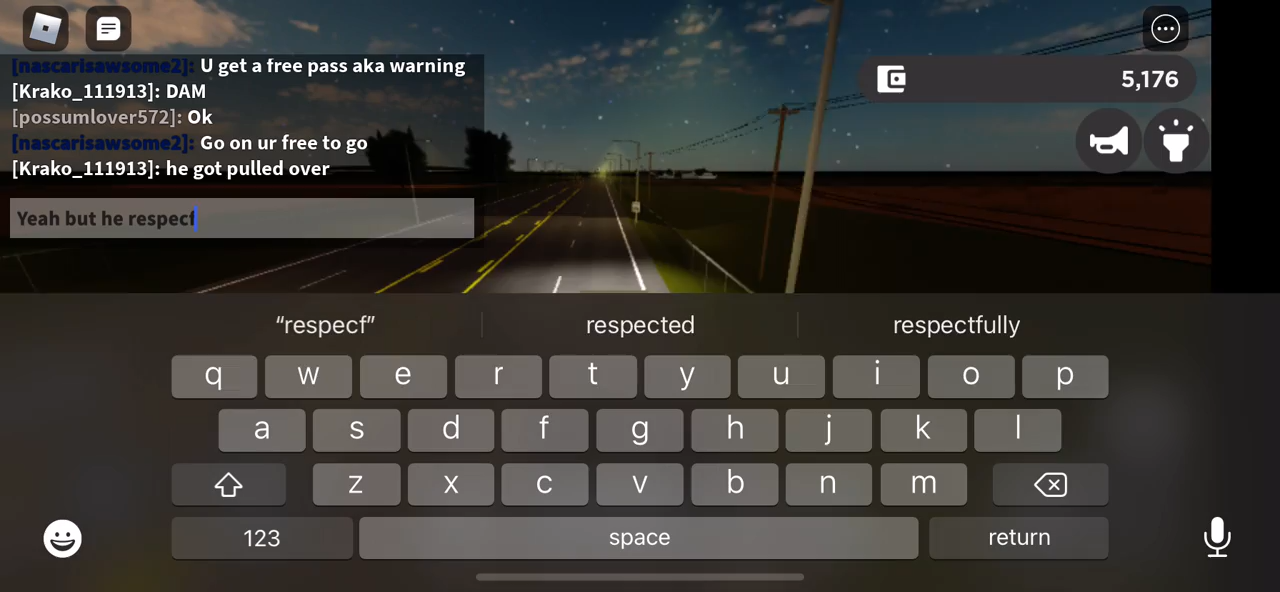 [nascarisawsome2]: U get a free pass aka warning
[Krako_111913]: DAM
[possumlover572]: Ok
[nascarisawsome2]: Go on ur free to go
[Krako_111913]: he got pulled over
5,176
Yeah but he respecf
“respecf” respected respectfully
q w e r t y u i o p
a s d f g h j k l
z x c v b n m
123 space return